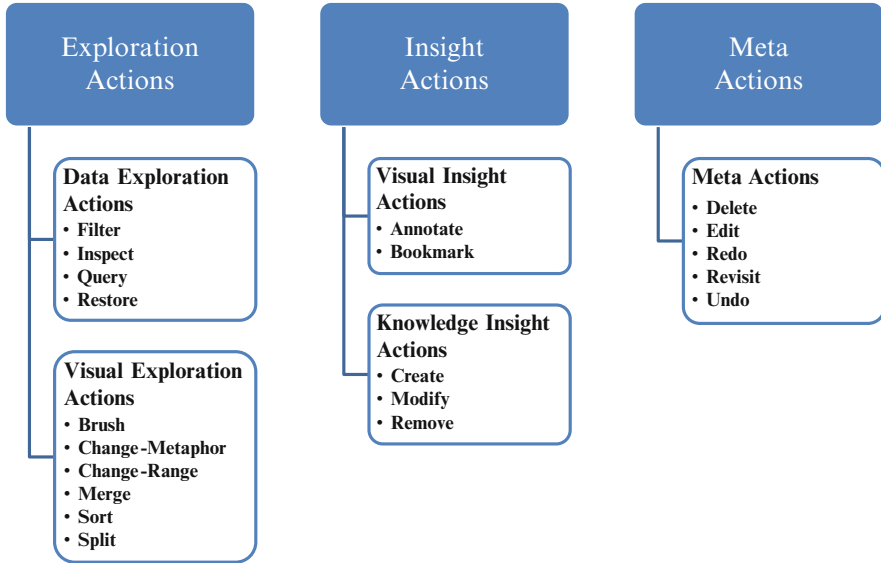 Exploration
Actions
Data Exploration
Actions
• Filter
• Inspect
• Query
• Restore
Visual Exploration
Actions
• Brush
• Change-Metaphor
• Change-Range
• Merge
• Sort
• Split
Insight
Actions
Visual Insight
Actions
• Annotate
• Bookmark
Knowledge Insight
Actions
• Create
• Modify
• Remove
Meta
Actions
Meta Actions
• Delete
• Edit
• Redo
• Revisit
• Undo